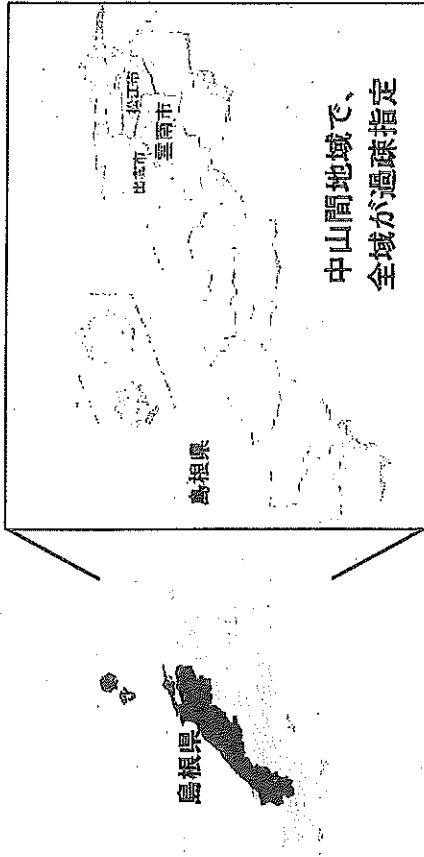 島根県
島根県
出雲市
松江市
雲南市
中山間地域で、
全域が過疎指定